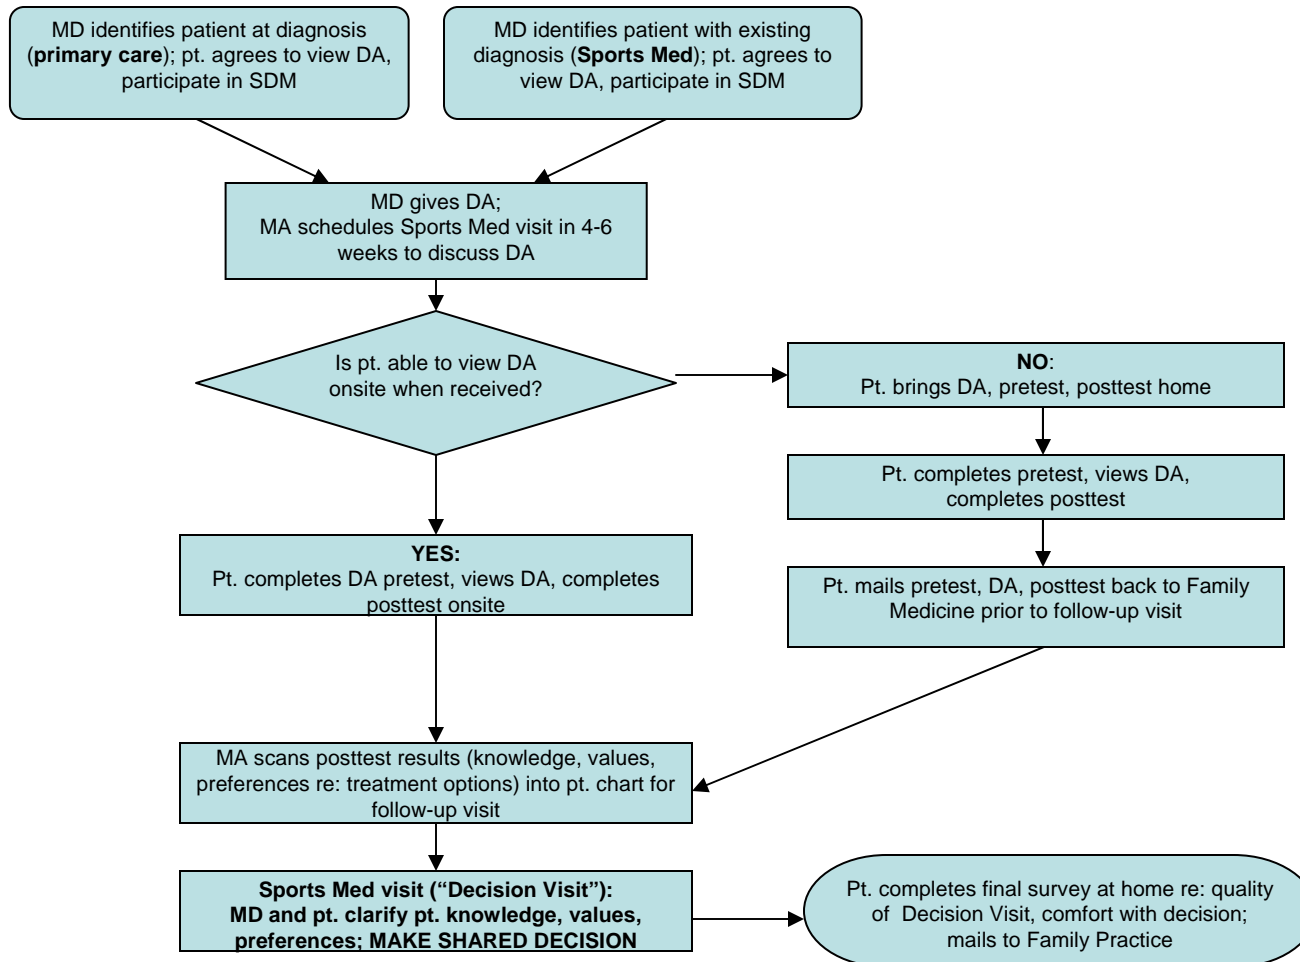 MD identifies patient at diagnosis
(primary care); pt. agrees to view DA,
participate in SDM
MD identifies patient with existing
diagnosis (Sports Med); pt. agrees to
view DA, participate in SDM
MD gives DA;
MA schedules Sports Med visit in 4-6
weeks to discuss DA
Is pt. able to view DA
onsite when received?
NO:
Pt. brings DA, pretest, posttest home
Pt. completes pretest, views DA,
completes posttest
YES:
Pt. completes DA pretest, views DA, completes
posttest onsite
Pt. mails pretest, DA, posttest back to Family
Medicine prior to follow-up visit
MA scans posttest results (knowledge, values,
preferences re: treatment options) into pt. chart for
follow-up visit
Sports Med visit (“Decision Visit”):
MD and pt. clarify pt. knowledge, values,
preferences; MAKE SHARED DECISION
Pt. completes final survey at home re: quality
of Decision Visit, comfort with decision;
mails to Family Practice